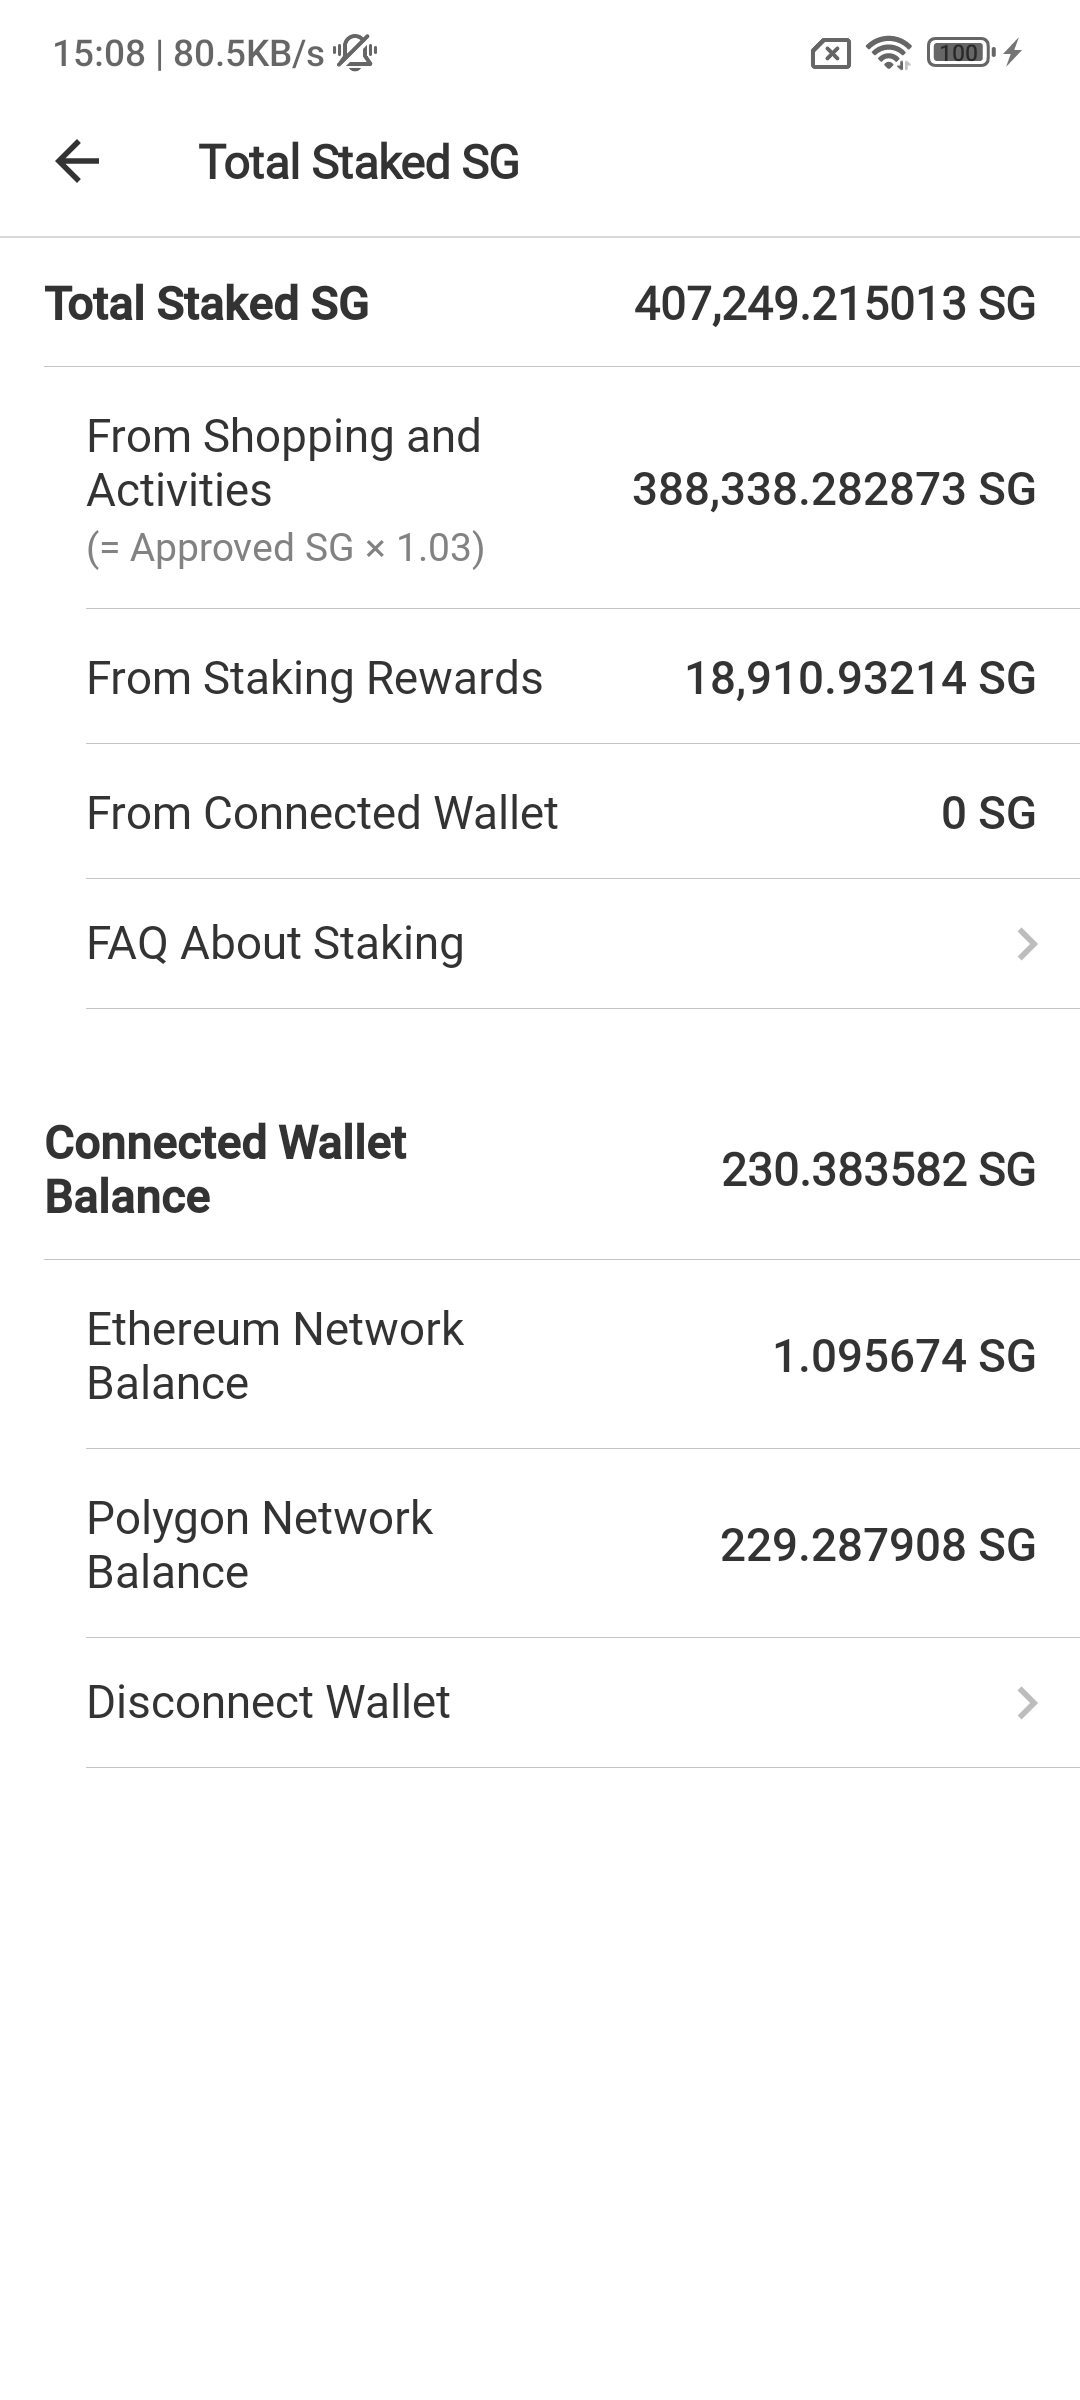 15:08 | 80.5KB/s
100
Total Staked SG
Total Staked SG 407,249.215013 SG
From Shopping and
Activities
388,338.282873 SG
(= Approved SG × 1.03)
From Staking Rewards 18,910.93214 SG
From Connected Wallet 0 SG
FAQ About Staking
Connected Wallet
Balance
230.383582 SG
Ethereum Network
Balance
1.095674 SG
Polygon Network
Balance
229.287908 SG
Disconnect Wallet